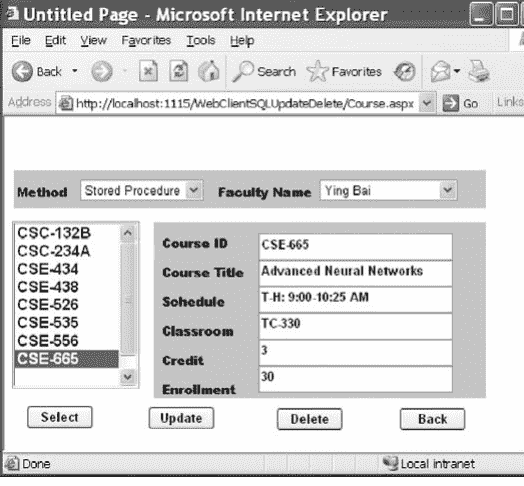 Untitled Page - Microsoft Internet Explorer
File Edit View Favorites Tools Help
Back Search Favorites
Address http://localhost:1115/WebClientSQLUpdateDelete/Course.aspx Go Links
Method Stored Procedure Faculty Name Ying Bai
CSC-132B
CSC-234A
CSE-434
CSE-438
CSE-526
CSE-535
CSE-556
CSE-665
Course ID CSE-665
Course Title Advanced Neural Networks
Schedule T-H: 9:00-10:25 AM
Classroom TC-330
Credit 3
Enrollment 30
Select Update Delete Back
Done Local intranet